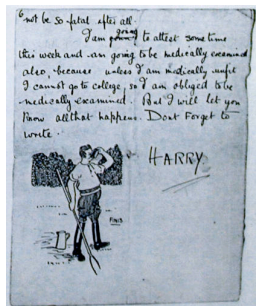 6
not be so fatal after all.
I am going to attest some time
this week and am going to be medically examined
also, because unless I am medically unfit
I cannot go to college, so I am obliged to be
medically examined. But I will let you
know all that happens. Dont Forget to
write.
HARRY
FINIS